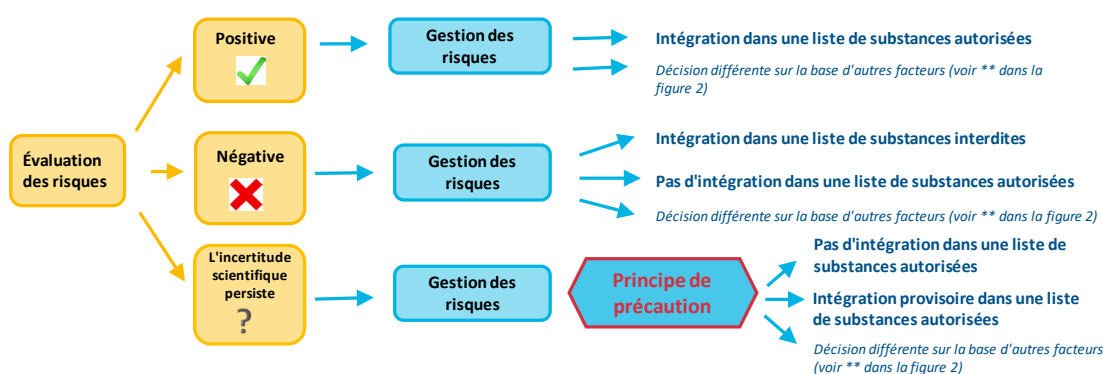 Positive
Gestion des
risques
Intégration dans une liste de substances autorisées
Décision différente sur la base d'autres facteurs (voir ** dans la
figure 2)
Évaluation
des risques
Négative
Gestion des
risques
Intégration dans une liste de substances interdites
Pas d'intégration dans une liste de substances autorisées
Décision différente sur la base d'autres facteurs (voir ** dans la figure 2)
L'incertitude
scientifique
persiste
?
Gestion des
risques
Principe de
précaution
Pas d'intégration dans une liste de
substances autorisées
Intégration provisoire dans une liste
de substances autorisées
Décision différente sur la base d'autres facteurs
(voir ** dans la figure 2)